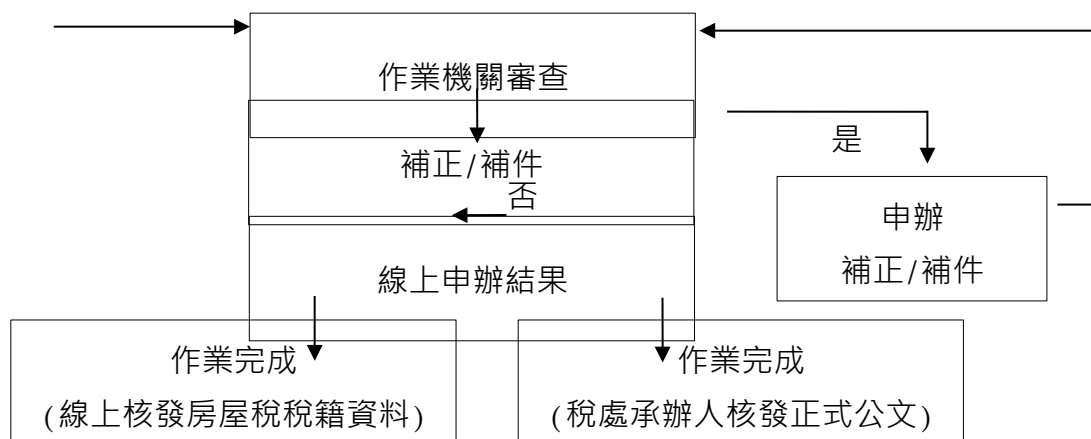 作業機關審查
是
補正/補件
否
申辦
補正/補件
線上申辦結果
作業完成
(線上核發房屋稅稅籍資料)
作業完成
(稅處承辦人核發正式公文)